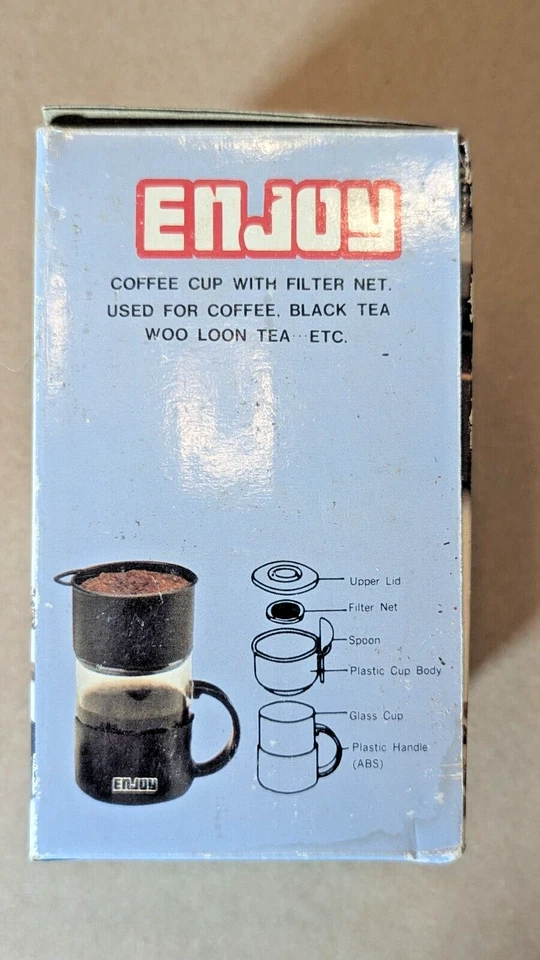 ENJOY
COFFEE CUP WITH FILTER NET.
USED FOR COFFEE, BLACK TEA
WOO LOON TEA···ETC.
Upper Lid
Filter Net
Spoon
Plastic Cup Body
Glass Cup
Plastic Handle
(ABS)
ENJOY